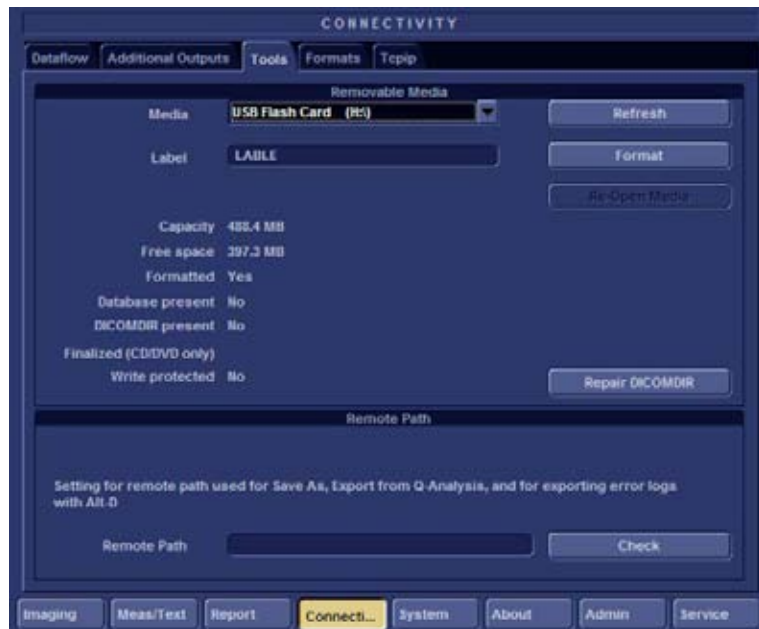 CONNECTIVITY
Dataflow Additional Outputs Tools Formats Tcpip
Removable Media
Media USB Flash Card (H:\) Refresh
Label LABLE Format
Re-Open Media
Capacity 488.4 MB
Free space 397.3 MB
Formatted Yes
Database present No
DICOMDIR present No
Finalized (CD/DVD only)
Write protected No Repair DICOMDIR
Remote Path
Setting for remote path used for Save As, Export from Q-Analysis, and for exporting error logs
with Alt-D
Remote Path Check
Imaging Meas/Text Report Connecti... System About Admin Service